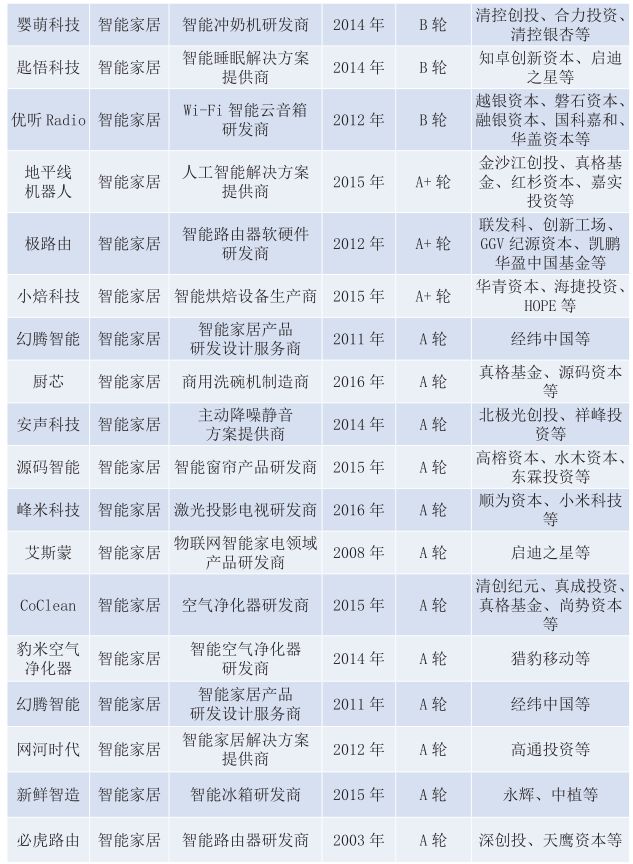 婴萌科技 智能家居 智能冲奶机研发商 2014 年 B 轮 清控创投、合力投资、
清控银杏等
匙悟科技 智能家居 智能睡眠解决方案
提供商 2014 年 B 轮 知卓创新资本、启迪
之星等
优听 Radio 智能家居 Wi-Fi 智能云音箱
研发商 2012 年 B 轮 越银资本、磐石资本、
融银资本、国科嘉和、
华盖资本等
地平线
机器人 智能家居 人工智能解决方案
提供商 2015 年 A+ 轮 金沙江创投、真格基
金、红杉资本、嘉实
投资等
极路由 智能家居 智能路由器软硬件
研发商 2012 年 A+ 轮 联发科、创新工场、
GGV 纪源资本、凯鹏
华盈中国基金等
小焙科技 智能家居 智能烘焙设备生产商 2015 年 A+ 轮 华青资本、海捷投资、
HOPE 等
幻腾智能 智能家居 智能家居产品
研发设计服务商 2011 年 A 轮 经纬中国等
厨芯 智能家居 商用洗碗机制造商 2016 年 A 轮 真格基金、源码资本
等
安声科技 智能家居 主动降噪静音
方案提供商 2014 年 A 轮 北极光创投、祥峰投
资等
源码智能 智能家居 智能窗帘产品研发商 2015 年 A 轮 高榕资本、水木资本、
东霖投资等
峰米科技 智能家居 激光投影电视研发商 2016 年 A 轮 顺为资本、小米科技
等
艾斯蒙 智能家居 物联网智能家电领域
产品研发商 2008 年 A 轮 启迪之星等
CoClean 智能家居 空气净化器研发商 2015 年 A 轮 清创纪元、真成投资、
真格基金、尚势资本
等
豹米空气
净化器 智能家居 智能空气净化器
研发商 2014 年 A 轮 猎豹移动等
幻腾智能 智能家居 智能家居产品
研发设计服务商 2011 年 A 轮 经纬中国等
网河时代 智能家居 智能家居解决方案
提供商 2012 年 A 轮 高通投资等
新鲜智造 智能家居 智能冰箱研发商 2015 年 A 轮 永辉、中植等
必虎路由 智能家居 智能路由器研发商 2003 年 A 轮 深创投、天鹰资本等